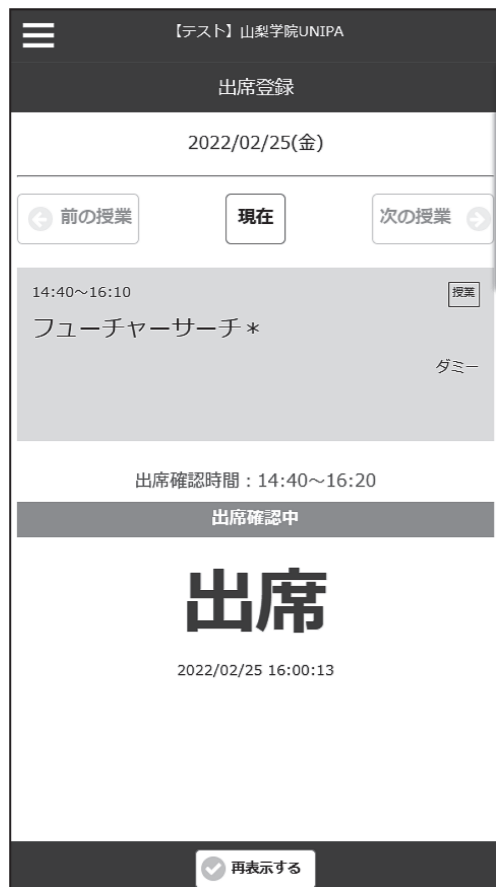 【テスト】山梨学院UNIPA
出席登録
2022/02/25(金)
前の授業 現在 次の授業
14:40～16:10 授業
フューチャーサーチ＊
ダミー
出席確認時間：14:40～16:20
出席確認中
出席
2022/02/25 16:00:13
再表示する